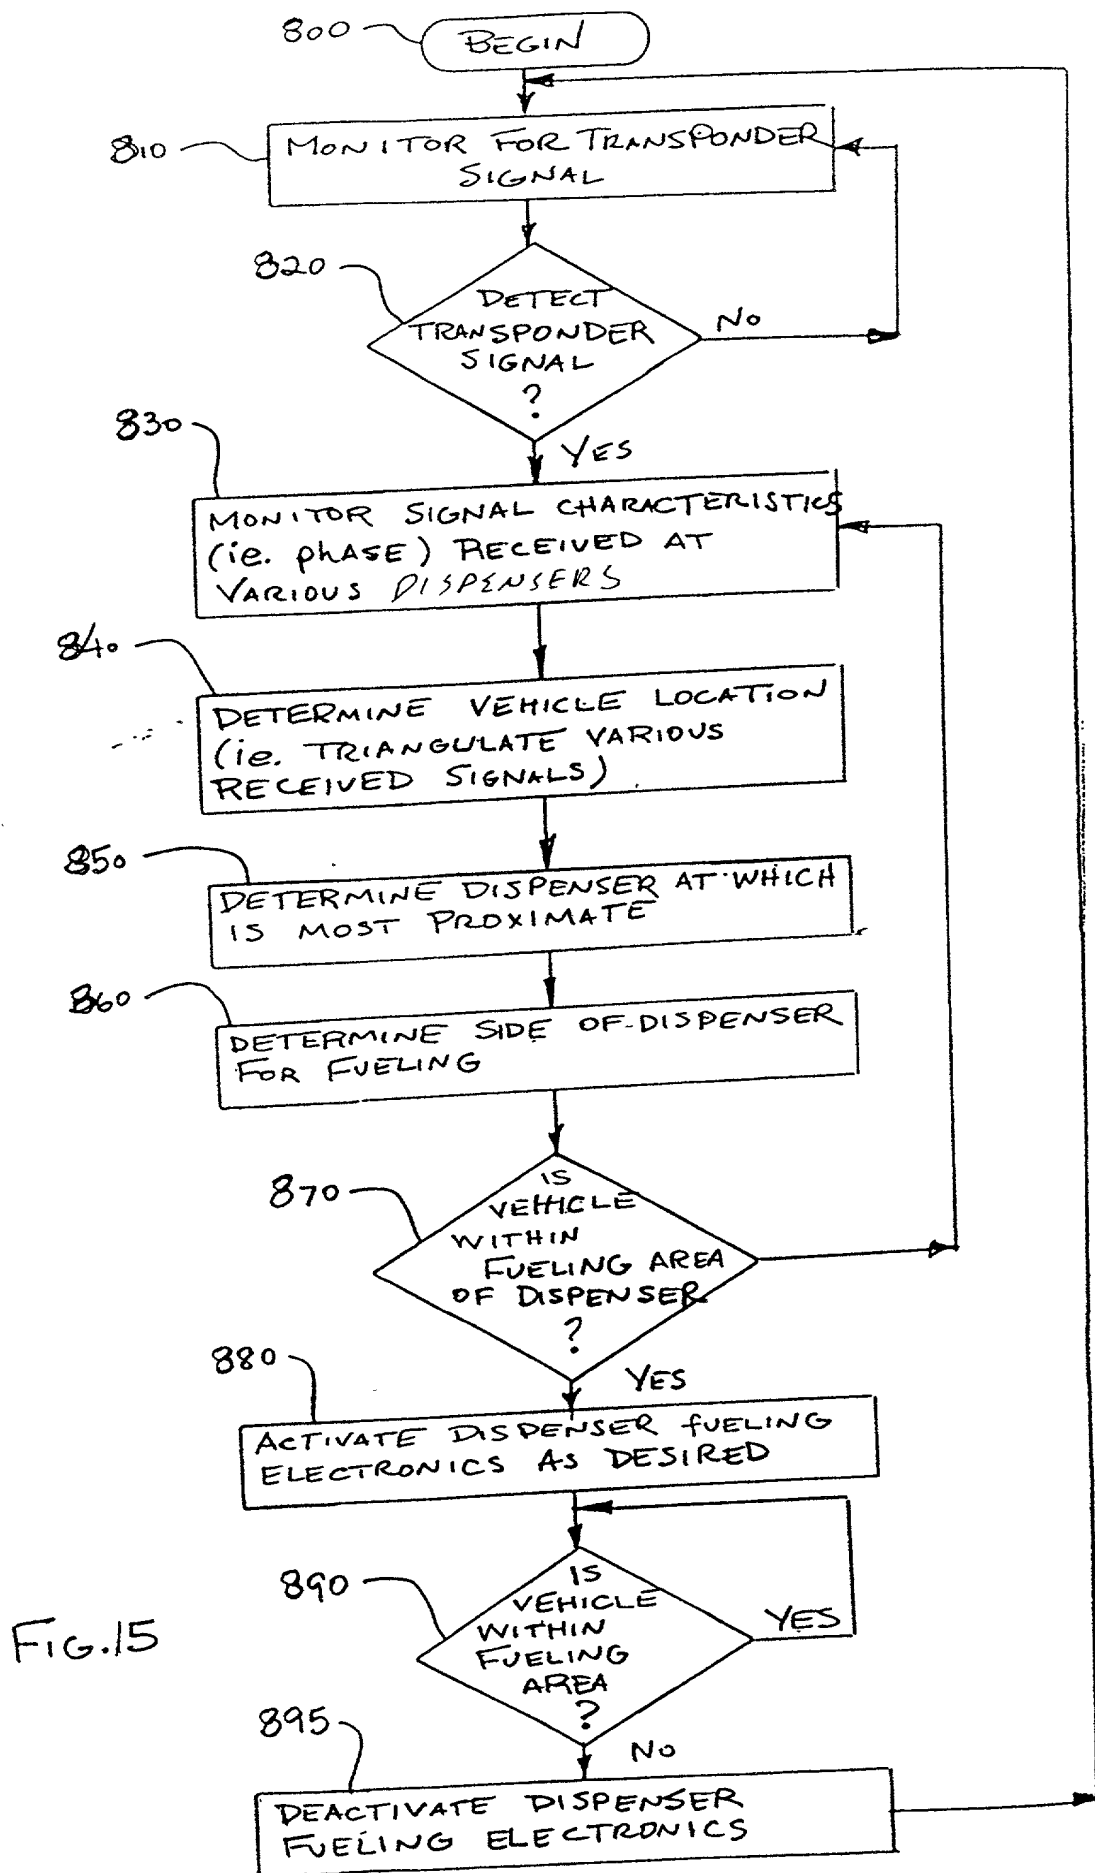 800
BEGIN
810
MONITOR FOR TRANSPONDER
SIGNAL
820
DETECT
TRANSPONDER
SIGNAL
?
No
YES
830
MONITOR SIGNAL CHARACTERISTICS
(ie. phASE) RECEIVED AT
VARIOUS DISPENSERS
840
DETERMINE VEHICLE LOCATION
(ie. TRIANGULATE VARIOUS
RECEIVED SIGNALS)
850
DETERMINE DISPENSER AT WHICH
IS MOST PROXIMATE
860
DETERMINE SIDE OF DISPENSER
FOR FUELING
870
IS
VEHICLE
WITHIN
FUELING AREA
OF DISPENSER
?
YES
880
ACTIVATE DISPENSER fUELING
ELECTRONICS AS DESIRED
890
IS
VEHICLE
WITHIN
FUELING
AREA
?
YES
No
FIG.15
895
DEACTIVATE DISPENSER
FUELING ELECTRONICS